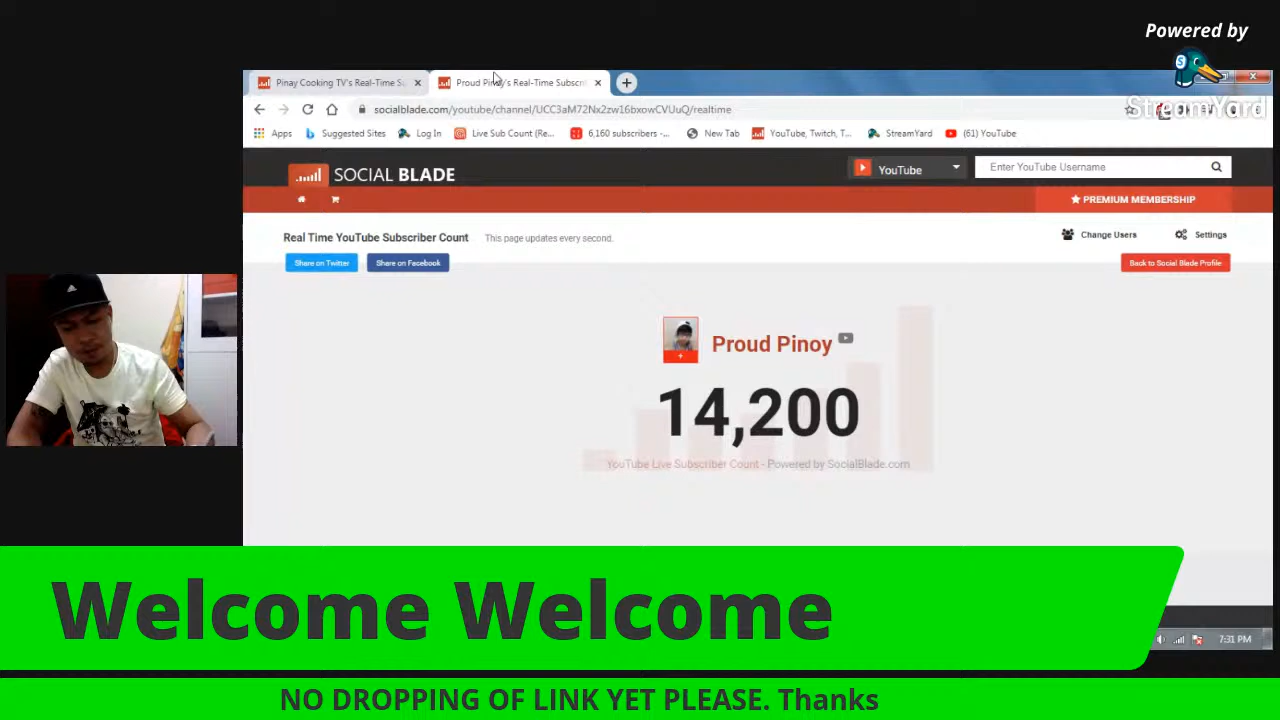 Powered by
StreamYard
Pinay Cooking TV's Real-Time Su
Proud Pinoy's Real-Time Subscri
socialblade.com/youtube/channel/UCC3aM72Nx2zw16bxowCVUuQ/realtime
Apps Suggested Sites Log In Live Sub Count (Re... 6,160 subscribers -... New Tab YouTube, Twitch, T... StreamYard (61) YouTube
SOCIAL BLADE YouTube Enter YouTube Username
PREMIUM MEMBERSHIP
Real Time YouTube Subscriber Count This page updates every second. Change Users Settings
Share on Twitter Share on Facebook Back to Social Blade Profile
Proud Pinoy
14,200
YouTube Live Subscriber Count - Powered by SocialBlade.com
7:31 PM
Welcome Welcome
NO DROPPING OF LINK YET PLEASE. Thanks